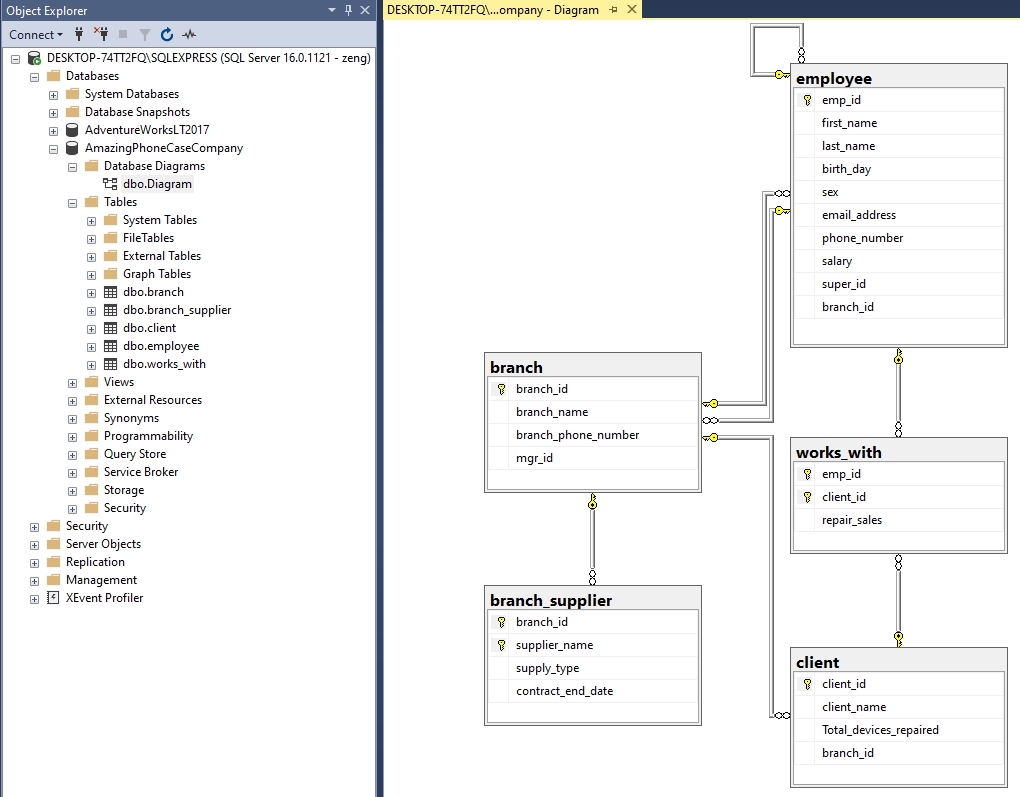 Object Explorer
Connect
DESKTOP-74TT2FQ\SQLEXPRESS (SQL Server 16.0.1121 - zeng)
Databases
System Databases
Database Snapshots
AdventureWorksLT2017
AmazingPhoneCaseCompany
Database Diagrams
dbo.Diagram
Tables
System Tables
FileTables
External Tables
Graph Tables
dbo.branch
dbo.branch_supplier
dbo.client
dbo.employee
dbo.works_with
Views
External Resources
Synonyms
Programmability
Query Store
Service Broker
Storage
Security
Security
Server Objects
Replication
Management
XEvent Profiler
DESKTOP-74TT2FQ\...ompany - Diagram
employee
emp_id
first_name
last_name
birth_day
sex
email_address
phone_number
salary
super_id
branch_id
branch
branch_id
branch_name
branch_phone_number
mgr_id
works_with
emp_id
client_id
repair_sales
branch_supplier
branch_id
supplier_name
supply_type
contract_end_date
client
client_id
client_name
Total_devices_repaired
branch_id